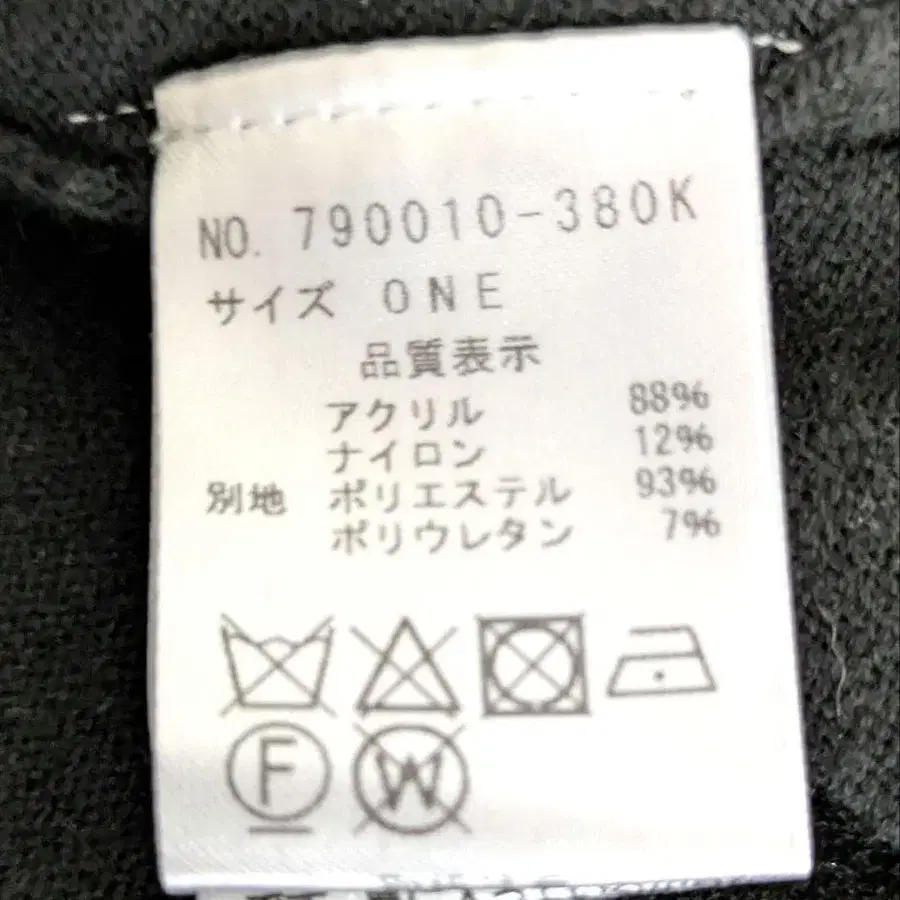 NO. 790010-380K
サイズ ONE
品質表示
アクリル 88%
ナイロン 12%
別地 ポリエステル 93%
ポリウレタン 7%
F
W